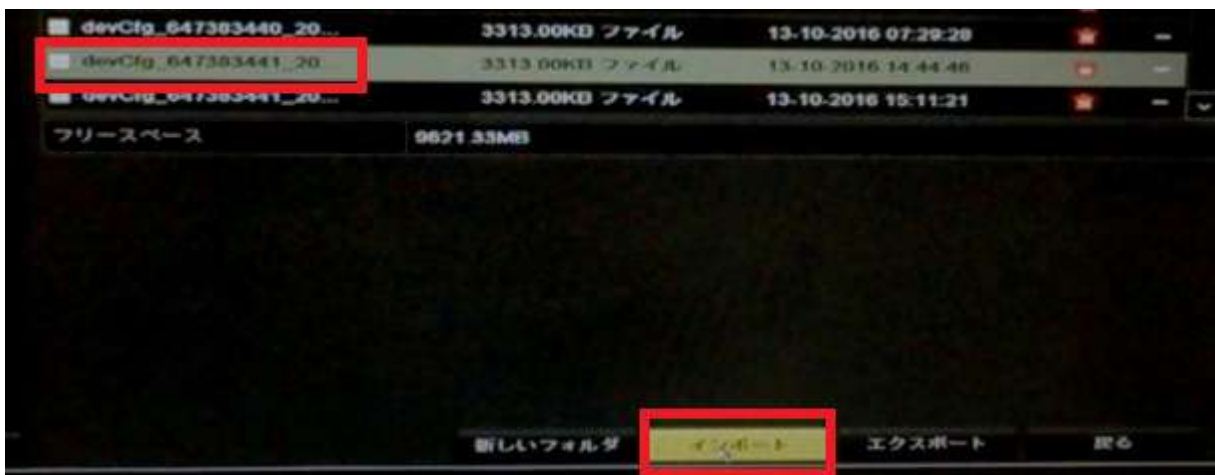 devCfg_647383440_20... 3313.00KB ファイル 13-10-2016 07:29:28
devCfg_647383441_20... 3313.00KB ファイル 13-10-2016 14:44:46
devCfg_647383441_20... 3313.00KB ファイル 13-10-2016 15:11:21
フリースペース 9621.33MB
新しいフォルダ インポート エクスポート 戻る